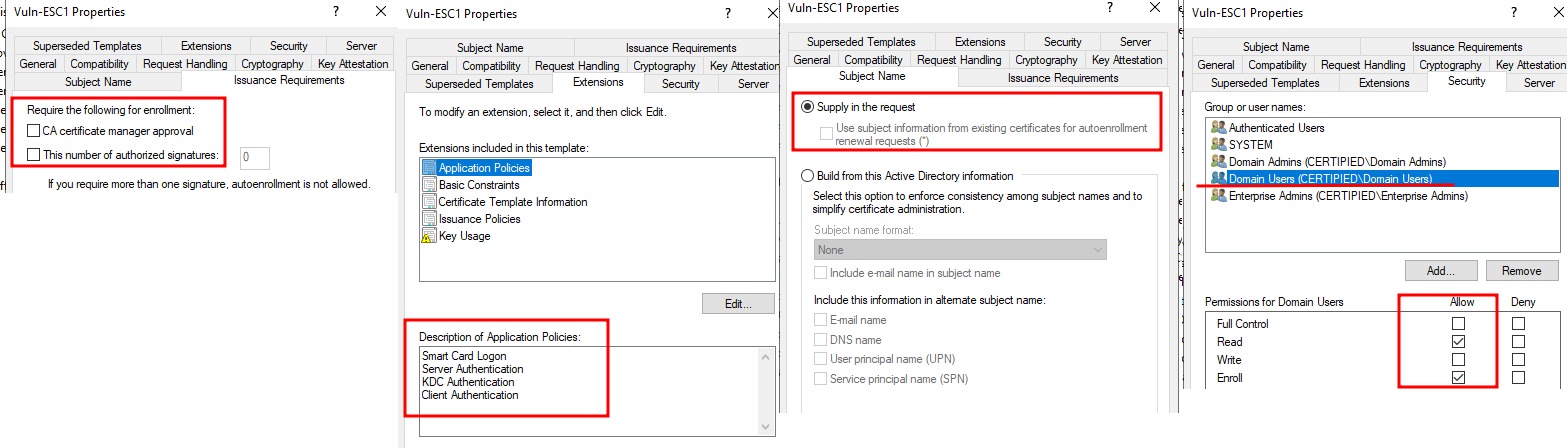 Vuln-ESC1 Properties
Superseded Templates Extensions Security Server
General Compatibility Request Handling Cryptography Key Attestation
Subject Name Issuance Requirements
Require the following for enrollment:
CA certificate manager approval
This number of authorized signatures: 0
If you require more than one signature, autoenrollment is not allowed.
Vuln-ESC1 Properties
Subject Name Issuance Requirements
General Compatibility Request Handling Cryptography Key Attestation
Superseded Templates Extensions Security Server
To modify an extension, select it, and then click Edit.
Extensions included in this template:
Application Policies
Basic Constraints
Certificate Template Information
Issuance Policies
Key Usage
Edit...
Description of Application Policies:
Smart Card Logon
Server Authentication
KDC Authentication
Client Authentication
Vuln-ESC1 Properties
Superseded Templates Extensions Security Server
General Compatibility Request Handling Cryptography Key Attestation
Subject Name Issuance Requirements
Supply in the request
Use subject information from existing certificates for autoenrollment
renewal requests (*)
Build from this Active Directory information
Select this option to enforce consistency among subject names and to
simplify certificate administration.
Subject name format:
None
Include e-mail name in subject name
Include this information in alternate subject name:
E-mail name
DNS name
User principal name (UPN)
Service principal name (SPN)
Vuln-ESC1 Properties
Subject Name Issuance Requirements
General Compatibility Request Handling Cryptography Key Attestation
Superseded Templates Extensions Security Server
Group or user names:
Authenticated Users
SYSTEM
Domain Admins (CERTIPIED\Domain Admins)
Domain Users (CERTIPIED\Domain Users)
Enterprise Admins (CERTIPIED\Enterprise Admins)
Add... Remove
Permissions for Domain Users Allow Deny
Full Control
Read
Write
Enroll